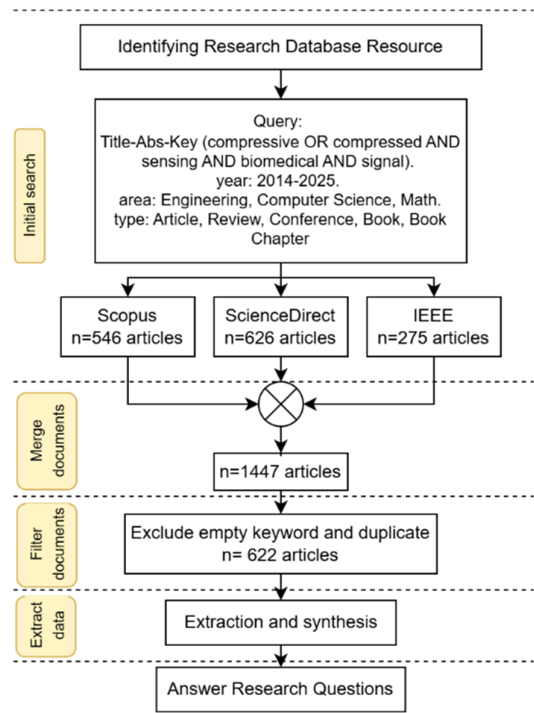 Identifying Research Database Resource
Initial search
Query:
Title-Abs-Key (compressive OR compressed AND
sensing AND biomedical AND signal).
year: 2014-2025.
area: Engineering, Computer Science, Math.
type: Article, Review, Conference, Book, Book
Chapter
Scopus
n=546 articles
ScienceDirect
n=626 articles
IEEE
n=275 articles
Merge
documents
n=1447 articles
Filter
documents
Exclude empty keyword and duplicate
n= 622 articles
Extract
data
Extraction and synthesis
Answer Research Questions